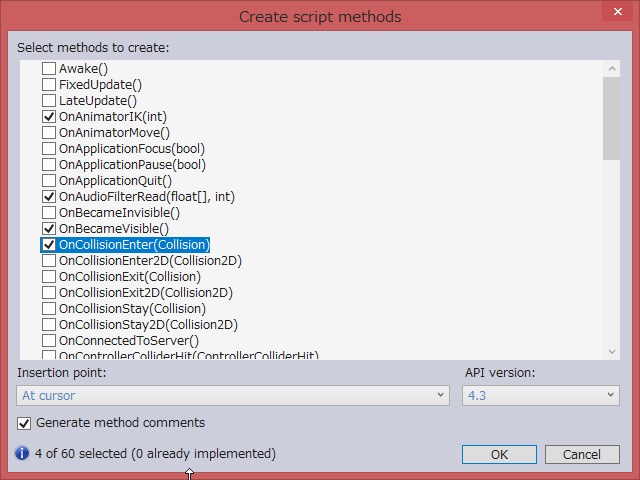 Create script methods
Select methods to create:
Awake()
FixedUpdate()
LateUpdate()
OnAnimatorIK(int)
OnAnimatorMove()
OnApplicationFocus(bool)
OnApplicationPause(bool)
OnApplicationQuit()
OnAudioFilterRead(float[], int)
OnBecameInvisible()
OnBecameVisible()
OnCollisionEnter(Collision)
OnCollisionEnter2D(Collision2D)
OnCollisionExit(Collision)
OnCollisionExit2D(Collision2D)
OnCollisionStay(Collision)
OnCollisionStay2D(Collision2D)
OnConnectedToServer()
OnControllerColliderHit(ControllerColliderHit)
Insertion point:
API version:
At cursor
4.3
Generate method comments
4 of 60 selected (0 already implemented)
OK
Cancel